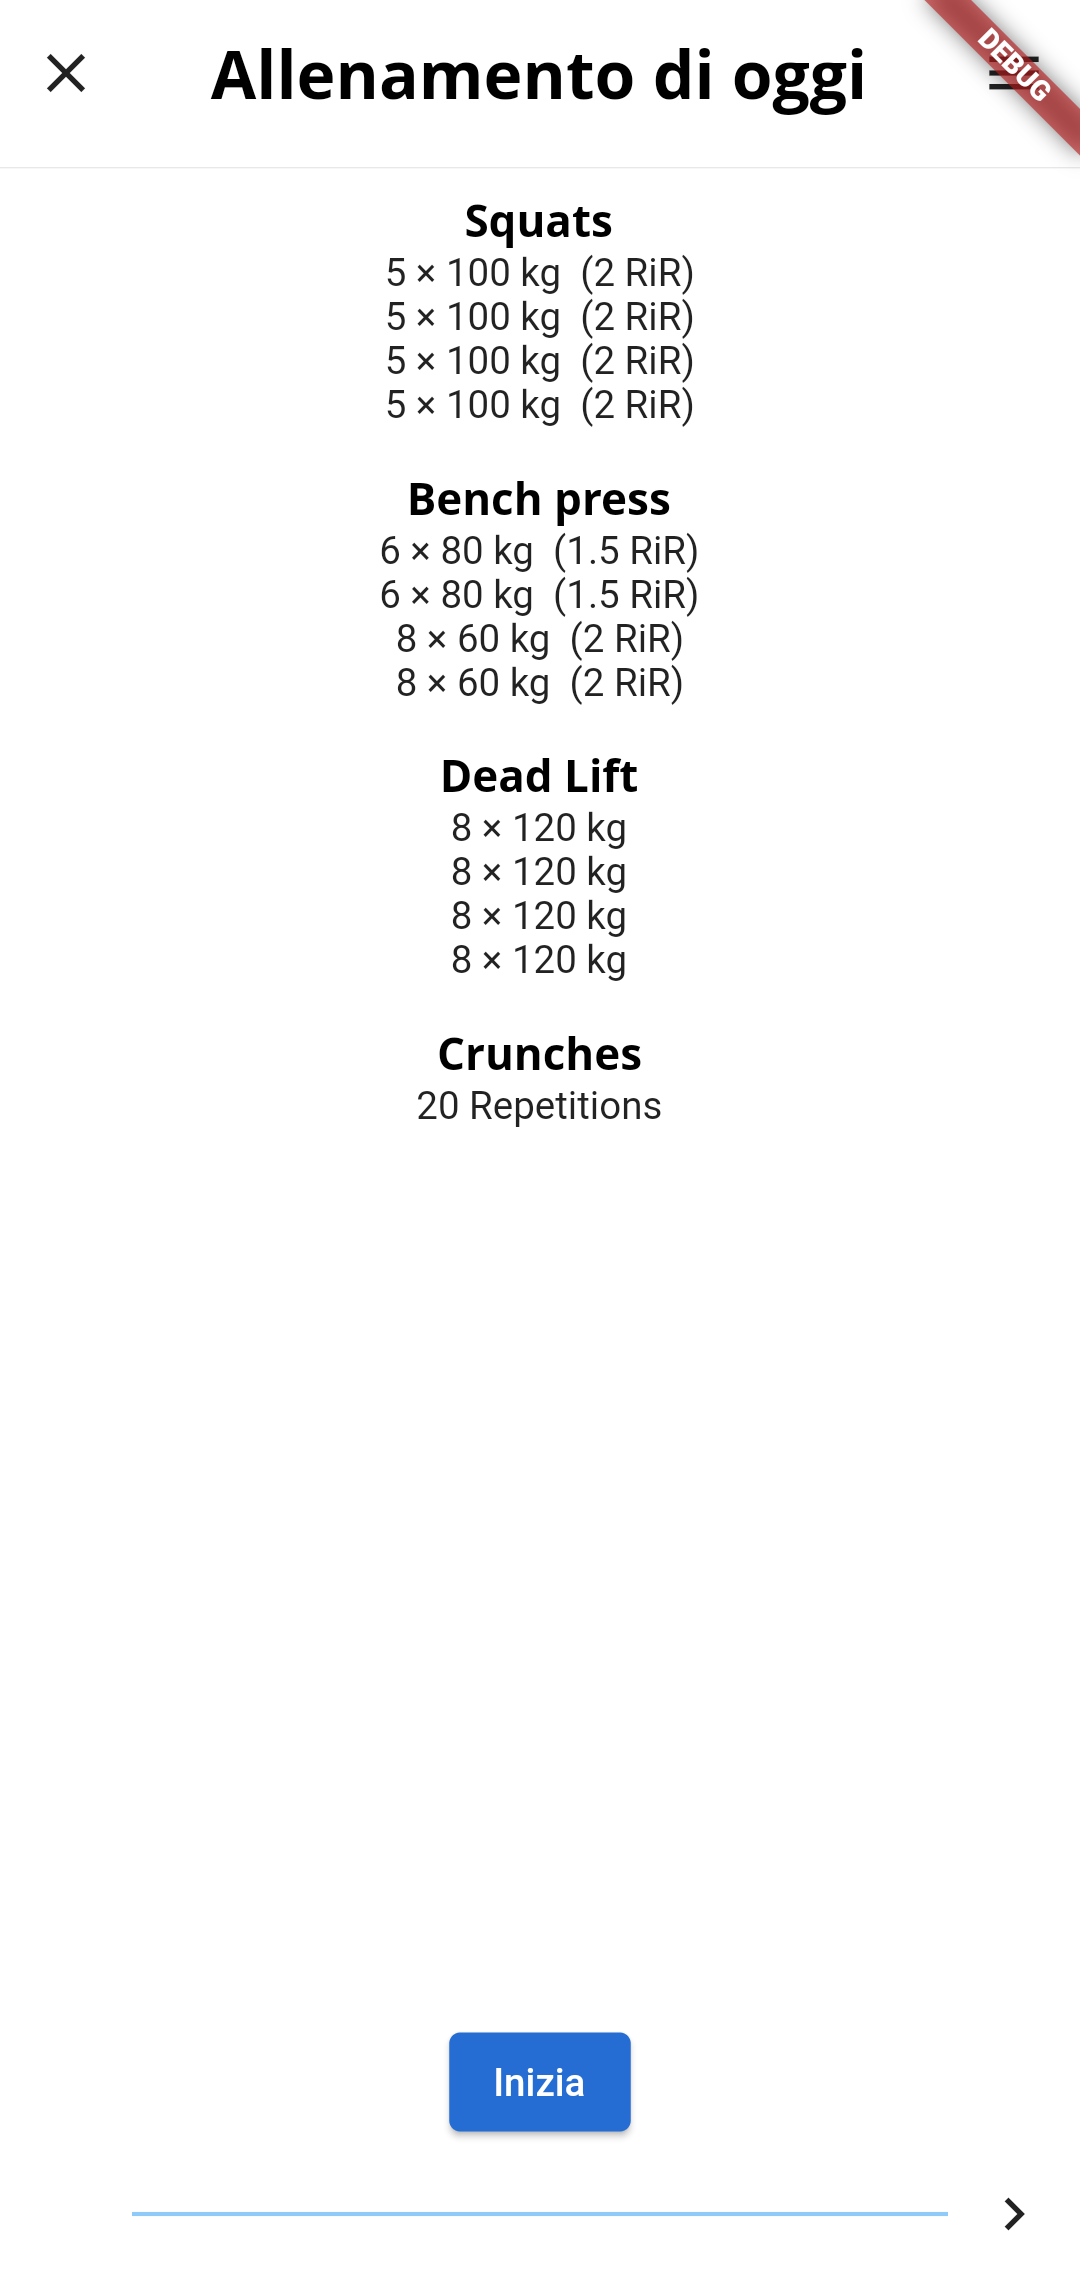 Allenamento di oggi
DEBUG
Squats
5 × 100 kg (2 RiR)
5 × 100 kg (2 RiR)
5 × 100 kg (2 RiR)
5 × 100 kg (2 RiR)
Bench press
6 × 80 kg (1.5 RiR)
6 × 80 kg (1.5 RiR)
8 × 60 kg (2 RiR)
8 × 60 kg (2 RiR)
Dead Lift
8 × 120 kg
8 × 120 kg
8 × 120 kg
8 × 120 kg
Crunches
20 Repetitions
Inizia